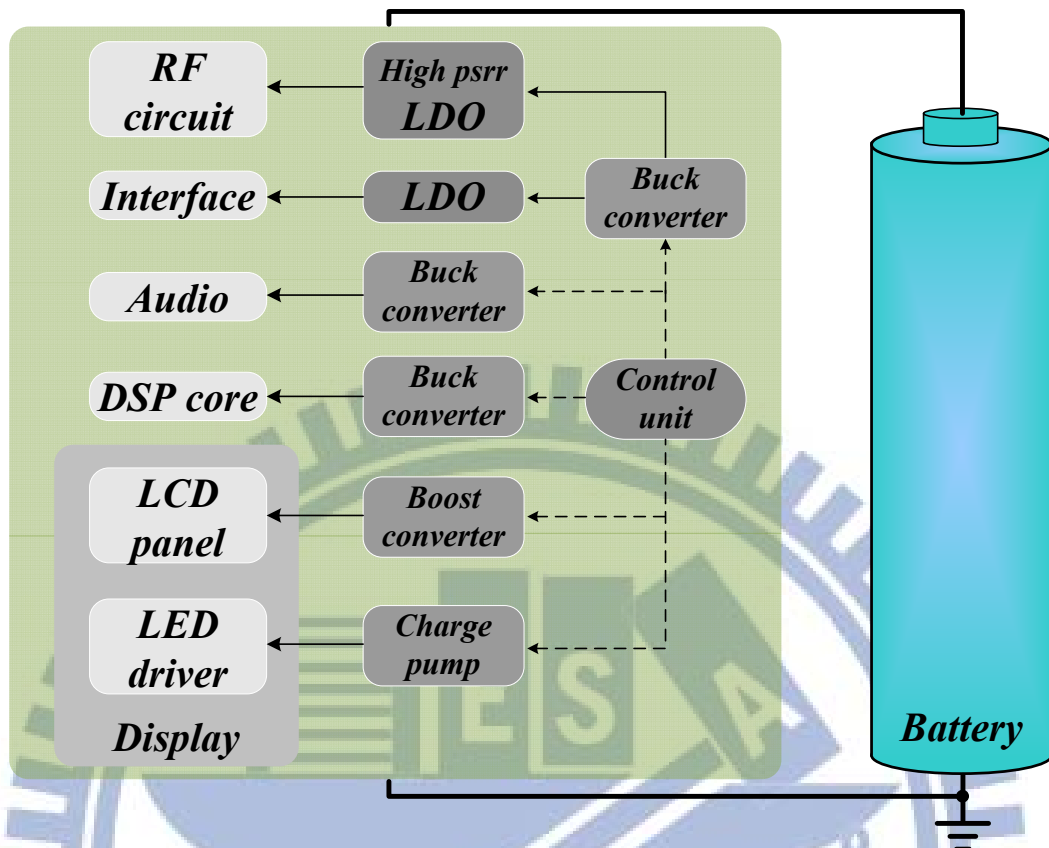 RF
circuit
High psrr
LDO
Interface
LDO
Buck
converter
Audio
Buck
converter
DSP core
Buck
converter
Control
unit
LCD
panel
Boost
converter
LED
driver
Charge
pump
Display
Battery
ESA